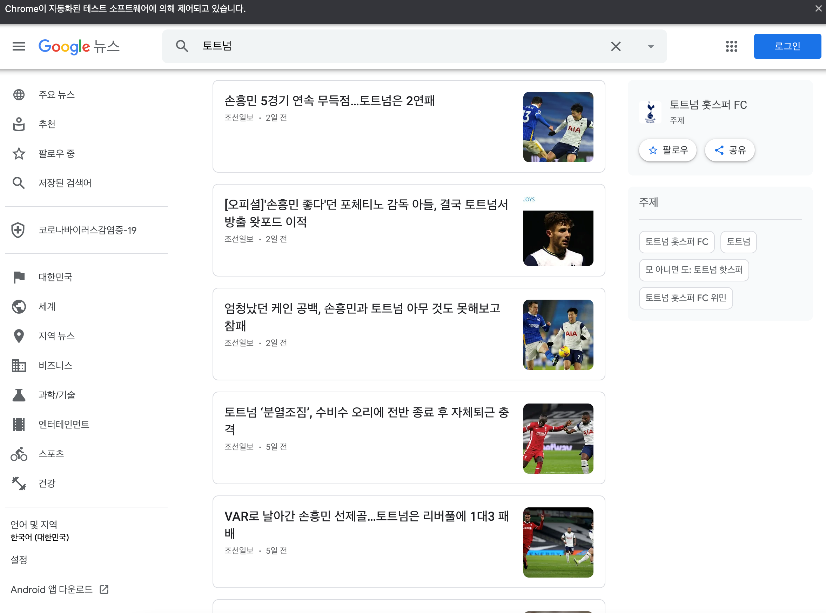 Chrome이 자동화된 테스트 소프트웨어에 의해 제어되고 있습니다.
Google 뉴스
토트넘
로그인
주요 뉴스
추천
팔로우 중
저장된 검색어
코로나바이러스감염증-19
대한민국
세계
지역 뉴스
비즈니스
과학/기술
엔터테인먼트
스포츠
건강
언어 및 지역
한국어 (대한민국)
설정
Android 앱 다운로드
손흥민 5경기 연속 무득점...토트넘은 2연패
조선일보 · 2일 전
[오피셜]'손흥민 좋다'던 포체티노 감독 아들, 결국 토트넘서
방출 왓포드 이적
조선일보 · 2일 전
엄청났던 케인 공백, 손흥민과 토트넘 아무 것도 못해보고
참패
조선일보 · 2일 전
토트넘 '분열조짐', 수비수 오리에 전반 종료 후 자체퇴근 충
격
조선일보 · 5일 전
VAR로 날아간 손흥민 선제골...토트넘은 리버풀에 1대3 패
배
조선일보 · 5일 전
토트넘 홋스퍼 FC
주제
팔로우
공유
주제
토트넘 홋스퍼 FC
토트넘
모 아니면 도: 토트넘 핫스퍼
토트넘 홋스퍼 FC 위민